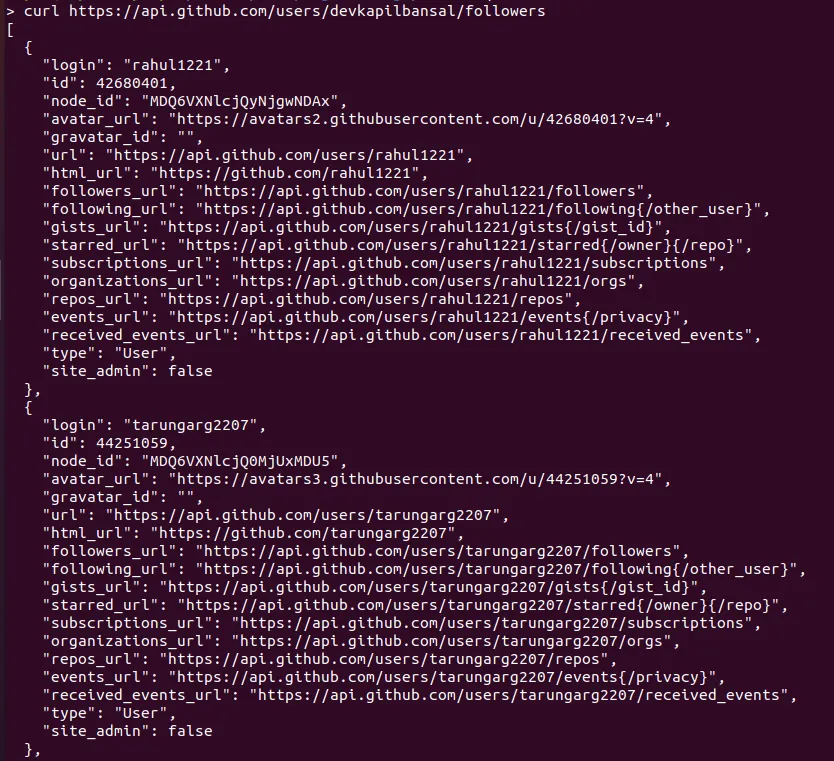 > curl https://api.github.com/users/devkapilbansal/followers
[
  {
    "login": "rahul1221",
    "id": 42680401,
    "node_id": "MDQ6VXNlcjQyNjgwNDAx",
    "avatar_url": "https://avatars2.githubusercontent.com/u/42680401?v=4",
    "gravatar_id": "",
    "url": "https://api.github.com/users/rahul1221",
    "html_url": "https://github.com/rahul1221",
    "followers_url": "https://api.github.com/users/rahul1221/followers",
    "following_url": "https://api.github.com/users/rahul1221/following{/other_user}",
    "gists_url": "https://api.github.com/users/rahul1221/gists{/gist_id}",
    "starred_url": "https://api.github.com/users/rahul1221/starred{/owner}{/repo}",
    "subscriptions_url": "https://api.github.com/users/rahul1221/subscriptions",
    "organizations_url": "https://api.github.com/users/rahul1221/orgs",
    "repos_url": "https://api.github.com/users/rahul1221/repos",
    "events_url": "https://api.github.com/users/rahul1221/events{/privacy}",
    "received_events_url": "https://api.github.com/users/rahul1221/received_events",
    "type": "User",
    "site_admin": false
  },
  {
    "login": "tarungarg2207",
    "id": 44251059,
    "node_id": "MDQ6VXNlcjQ0MjUxMDU5",
    "avatar_url": "https://avatars3.githubusercontent.com/u/44251059?v=4",
    "gravatar_id": "",
    "url": "https://api.github.com/users/tarungarg2207",
    "html_url": "https://github.com/tarungarg2207",
    "followers_url": "https://api.github.com/users/tarungarg2207/followers",
    "following_url": "https://api.github.com/users/tarungarg2207/following{/other_user}",
    "gists_url": "https://api.github.com/users/tarungarg2207/gists{/gist_id}",
    "starred_url": "https://api.github.com/users/tarungarg2207/starred{/owner}{/repo}",
    "subscriptions_url": "https://api.github.com/users/tarungarg2207/subscriptions",
    "organizations_url": "https://api.github.com/users/tarungarg2207/orgs",
    "repos_url": "https://api.github.com/users/tarungarg2207/repos",
    "events_url": "https://api.github.com/users/tarungarg2207/events{/privacy}",
    "received_events_url": "https://api.github.com/users/tarungarg2207/received_events",
    "type": "User",
    "site_admin": false
  },